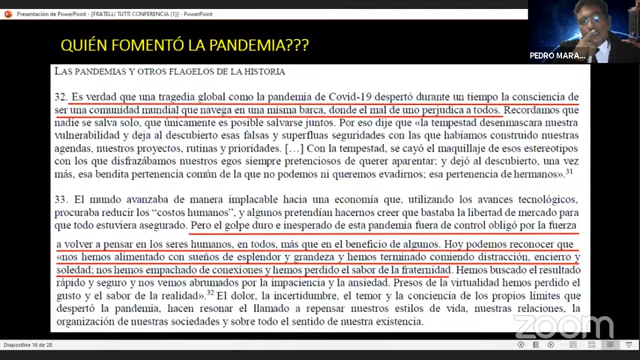 Presentación de PowerPoint - [FRATELLI TUTTI CONFERENCIA (1)] - PowerPoint
QUIÉN FOMENTÓ LA PANDEMIA???
PEDRO MARA...
LAS PANDEMIAS Y OTROS FLAGELOS DE LA HISTORIA
32. Es verdad que una tragedia global como la pandemia de Covid-19 despertó durante un tiempo la consciencia de
ser una comunidad mundial que navega en una misma barca, donde el mal de uno perjudica a todos. Recordamos que
nadie se salva solo, que únicamente es posible salvarse juntos. Por eso dije que «la tempestad desenmascara nuestra
vulnerabilidad y deja al descubierto esas falsas y superfluas seguridades con las que habíamos construido nuestras
agendas, nuestros proyectos, rutinas y prioridades. […] Con la tempestad, se cayó el maquillaje de esos estereotipos
con los que disfrazábamos nuestros egos siempre pretenciosos de querer aparentar; y dejó al descubierto, una vez
más, esa bendita pertenencia común de la que no podemos ni queremos evadirnos; esa pertenencia de hermanos».31
33. El mundo avanzaba de manera implacable hacia una economía que, utilizando los avances tecnológicos,
procuraba reducir los “costos humanos”, y algunos pretendían hacernos creer que bastaba la libertad de mercado para
que todo estuviera asegurado. Pero el golpe duro e inesperado de esta pandemia fuera de control obligó por la fuerza
a volver a pensar en los seres humanos, en todos, más que en el beneficio de algunos. Hoy podemos reconocer que
«nos hemos alimentado con sueños de esplendor y grandeza y hemos terminado comiendo distracción, encierro y
soledad; nos hemos empachado de conexiones y hemos perdido el sabor de la fraternidad. Hemos buscado el resultado
rápido y seguro y nos vemos abrumados por la impaciencia y la ansiedad. Presos de la virtualidad hemos perdido el
gusto y el sabor de la realidad».32 El dolor, la incertidumbre, el temor y la conciencia de los propios límites que
despertó la pandemia, hacen resonar el llamado a repensar nuestros estilos de vida, nuestras relaciones, la
organización de nuestras sociedades y sobre todo el sentido de nuestra existencia.
zoom
Diapositiva 16 de 28